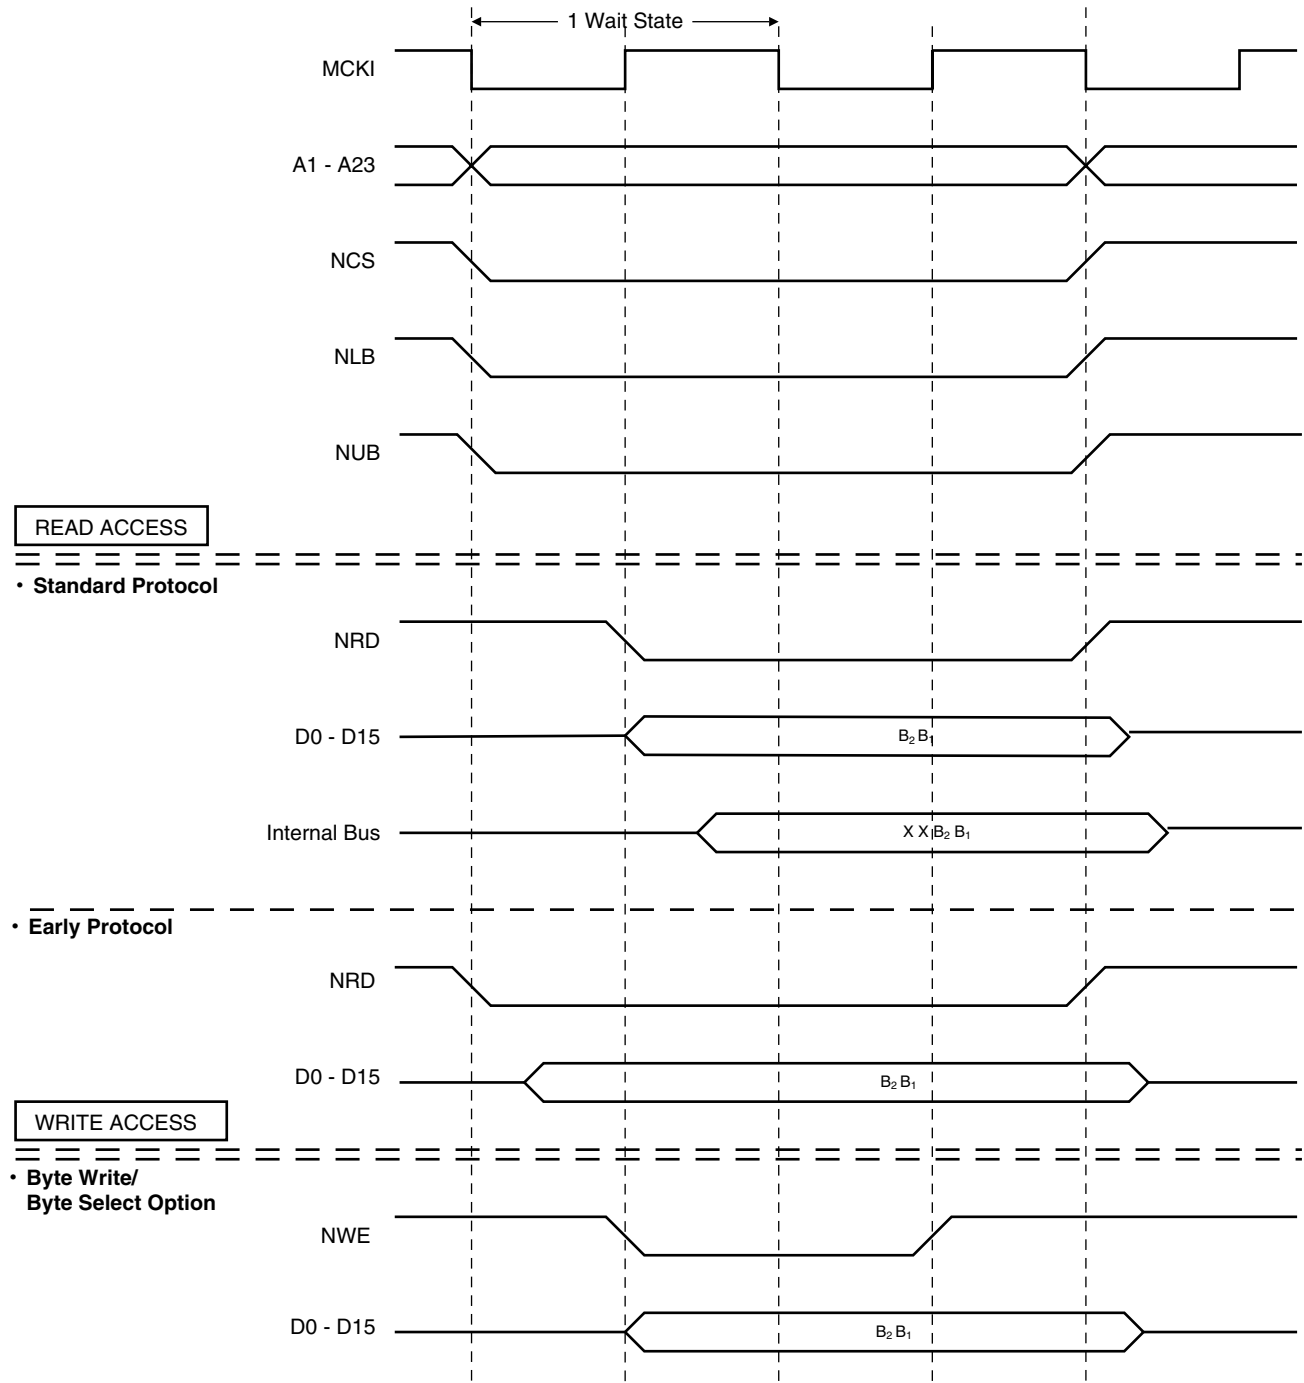 1 Wait State
MCKI
A1 - A23
NCS
NLB
NUB
READ ACCESS
• Standard Protocol
NRD
D0 - D15
B₂ B₁
Internal Bus
X X B₂ B₁
• Early Protocol
NRD
D0 - D15
B₂ B₁
WRITE ACCESS
• Byte Write/
Byte Select Option
NWE
D0 - D15
B₂ B₁